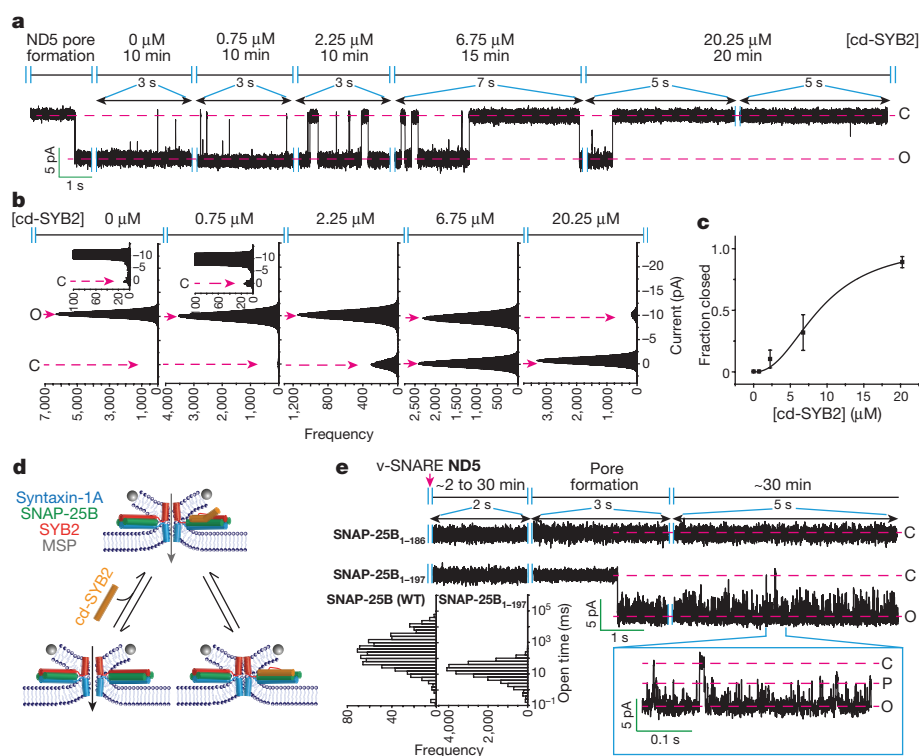 a
ND5 pore formation
0 μM 10 min
0.75 μM 10 min
2.25 μM 10 min
6.75 μM 15 min
20.25 μM 20 min
[cd-SYB2]
3 s
3 s
3 s
7 s
5 s
5 s
C
O
5 pA
1 s
b
[cd-SYB2] 0 μM 0.75 μM 2.25 μM 6.75 μM 20.25 μM
C
100 60 20 0
−10 −5 0
C
100 60 20 0
−10 −5 0
O
C
7,000 5,000 3,000 1,000 0
4,000 3,000 2,000 1,000 0
1,200 800 400 0
2,500 2,000 1,500 1,000 500 0
3,000 2,000 1,000 0
−20 −10 0
Current (pA)
Frequency
c
Fraction closed
1.0
0.5
0
0 5 10 15 20
[cd-SYB2] (μM)
d
Syntaxin-1A
SNAP-25B
SYB2
MSP
cd-SYB2
e
v-SNARE ND5
~2 to 30 min
Pore formation
~30 min
2 s
3 s
5 s
SNAP-25B1–186
C
SNAP-25B1–197
C
O
5 pA
1 s
SNAP-25B (WT)
SNAP-25B1–197
10⁵
10³
10
10⁻¹
Open time (ms)
80 40 0
4,000 2,000 0
Frequency
C
P
O
5 pA
0.1 s